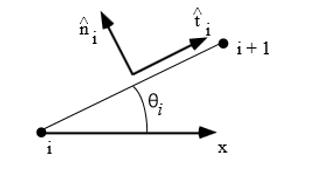 n̂ᵢ
t̂ᵢ
i + 1
θᵢ
i
x